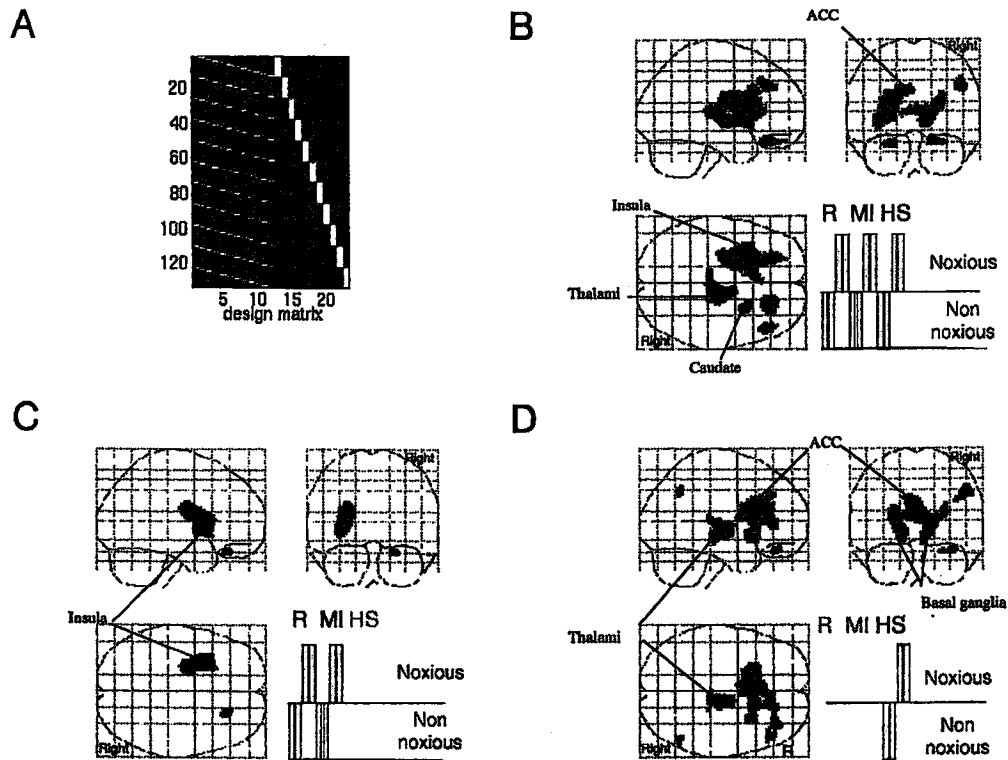 A
20
40
60
80
100
120
5 10 15 20
design matrix
B
ACC
Right
Insula
Thalami
Right
Caudate
R MI HS
Noxious
Non
noxious
C
Right
Insula
Right
R MI HS
Noxious
Non
noxious
D
ACC
Right
Basal ganglia
Thalami
Right
R
R MI HS
Noxious
Non
noxious